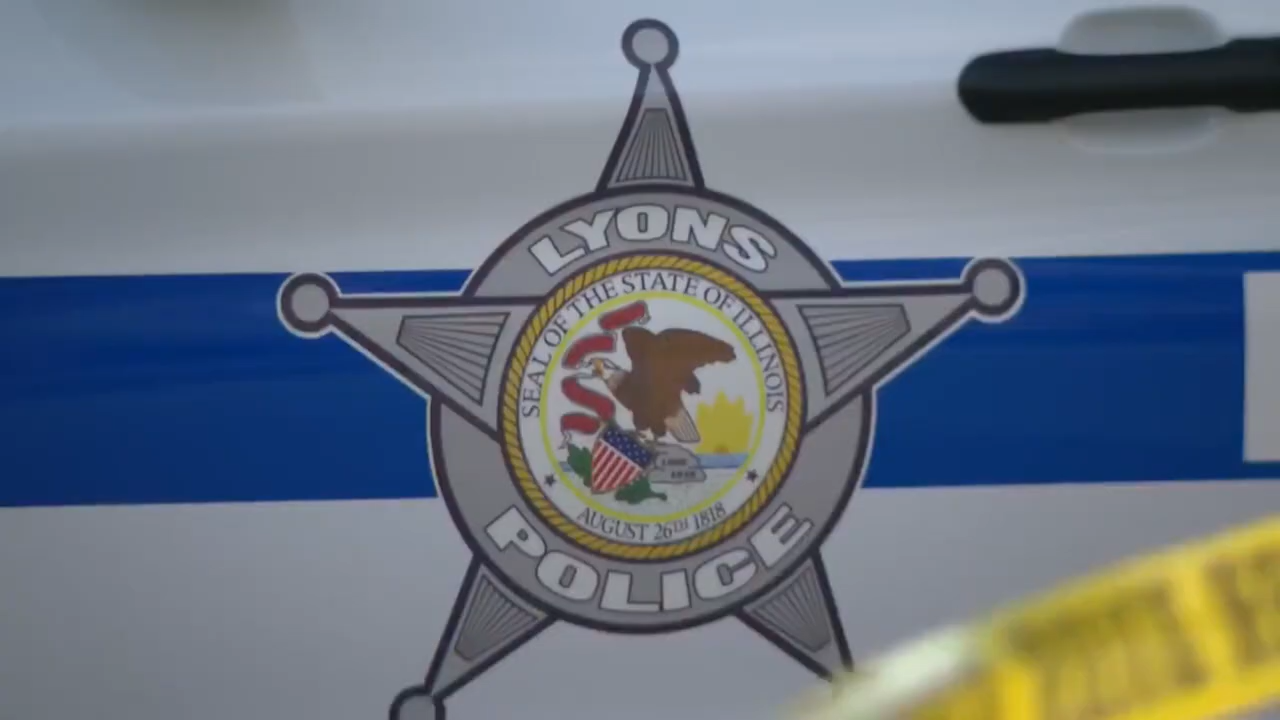 LYONS
SEAL OF THE STATE OF ILLINOIS
AUGUST 26TH 1818
POLICE